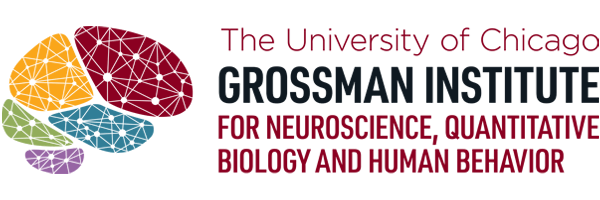 The University of Chicago
GROSSMAN INSTITUTE
FOR NEUROSCIENCE, QUANTITATIVE
BIOLOGY AND HUMAN BEHAVIOR